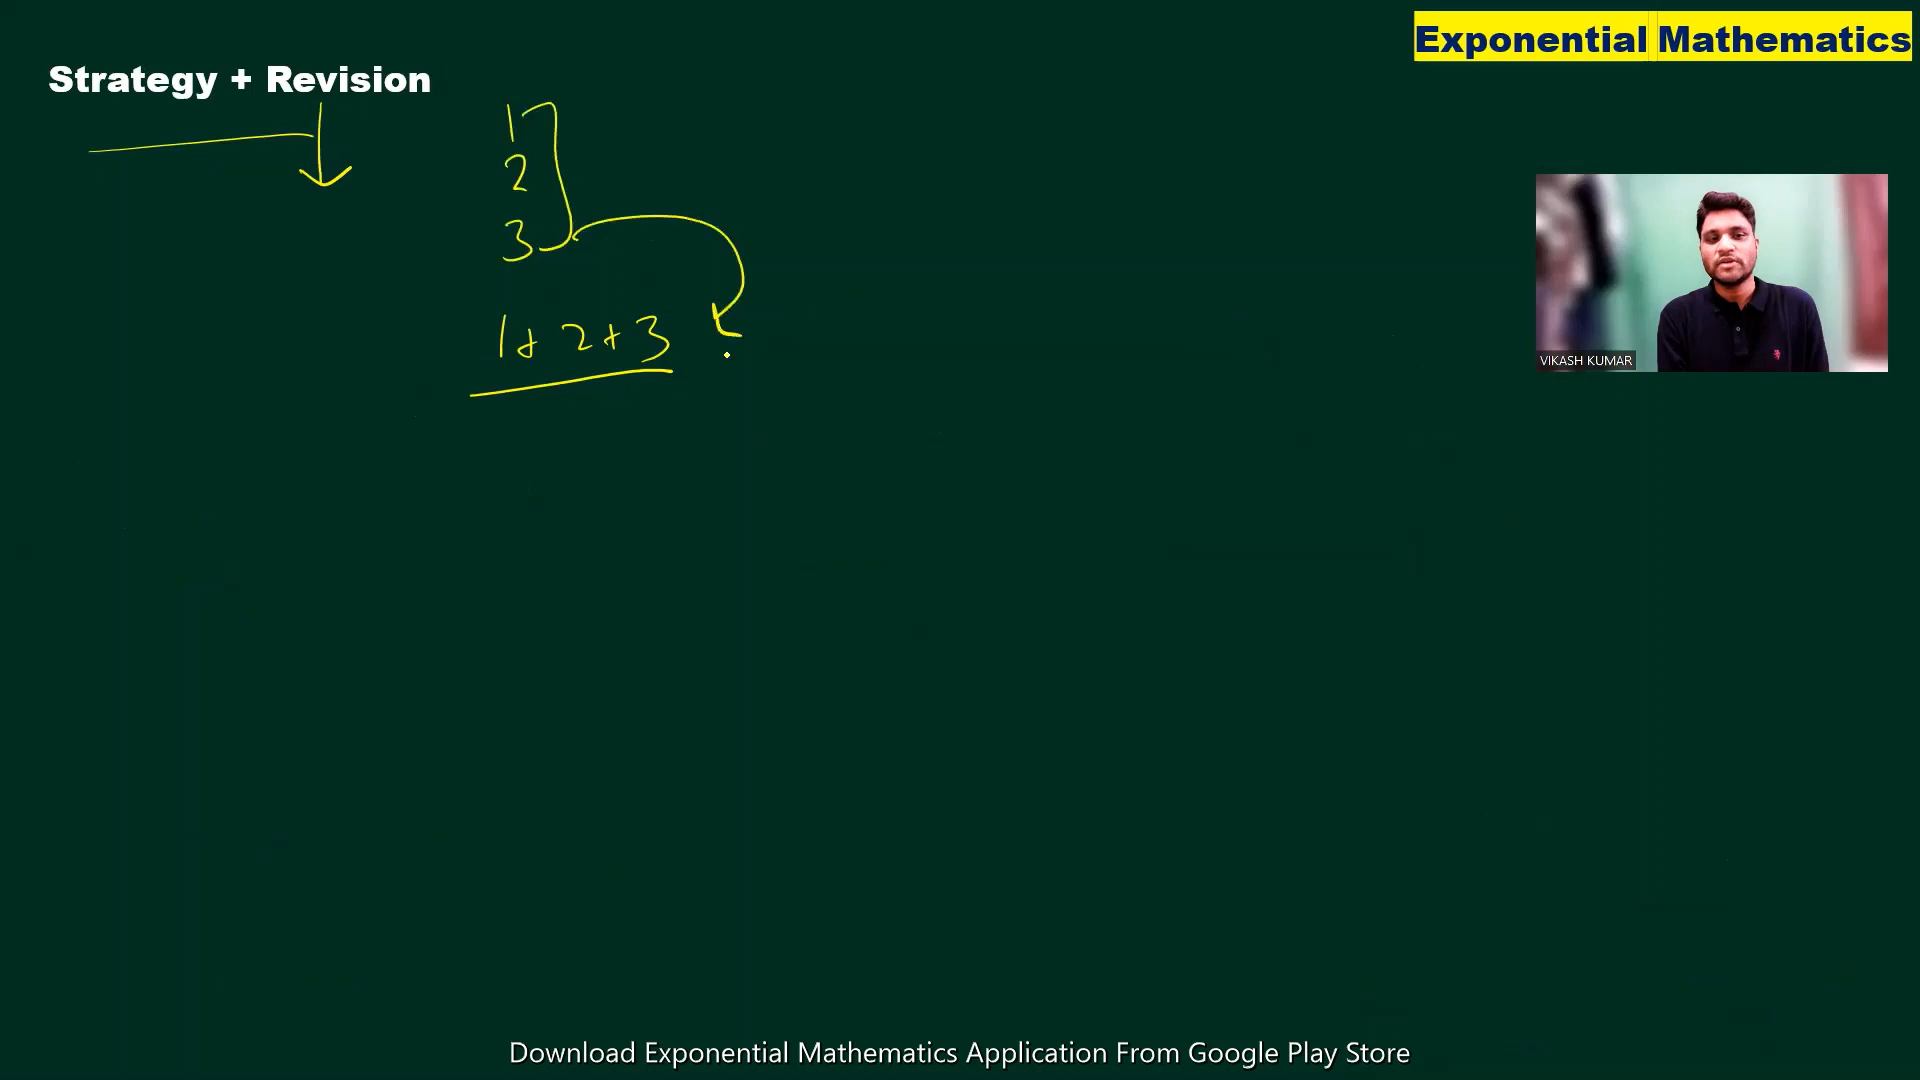 Exponential Mathematics
Strategy + Revision
1
2
3
1 + 2 + 3
VIKASH KUMAR
Download Exponential Mathematics Application From Google Play Store